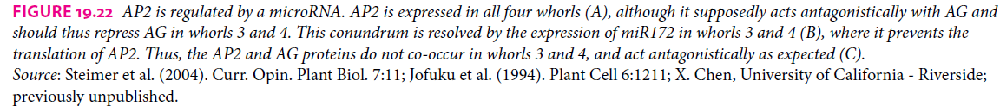 FIGURE 19.22 AP2 is regulated by a microRNA. AP2 is expressed in all four whorls (A), although it supposedly acts antagonistically with AG and
should thus repress AG in whorls 3 and 4. This conundrum is resolved by the expression of miR172 in whorls 3 and 4 (B), where it prevents the
translation of AP2. Thus, the AP2 and AG proteins do not co-occur in whorls 3 and 4, and act antagonistically as expected (C).
Source: Steimer et al. (2004). Curr. Opin. Plant Biol. 7:11; Jofuku et al. (1994). Plant Cell 6:1211; X. Chen, University of California - Riverside;
previously unpublished.